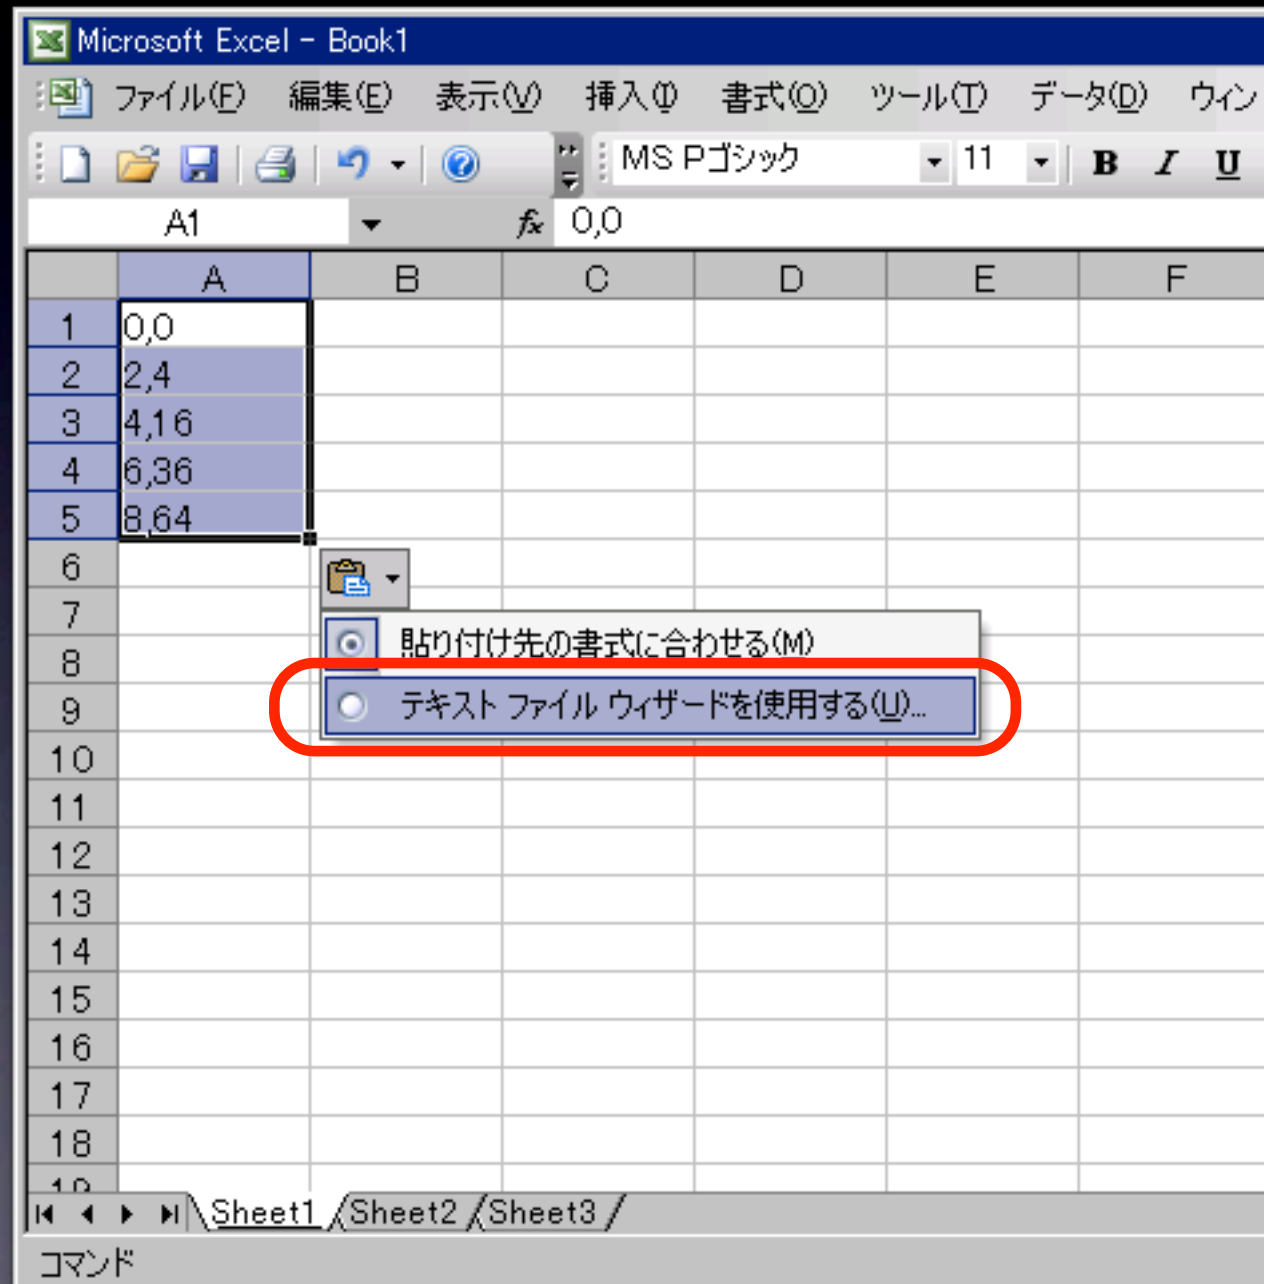 Microsoft Excel - Book1
ファイル(F) 編集(E) 表示(V) 挿入(I) 書式(O) ツール(T) データ(D) ウィン
MS Pゴシック 11 B I U
A1 fx 0,0
A B C D E F
1 0,0
2 2,4
3 4,16
4 6,36
5 8,64
6
7
8 貼り付け先の書式に合わせる(M)
9 テキスト ファイル ウィザードを使用する(U)...
10
11
12
13
14
15
16
17
18
19
Sheet1 Sheet2 Sheet3
コマンド